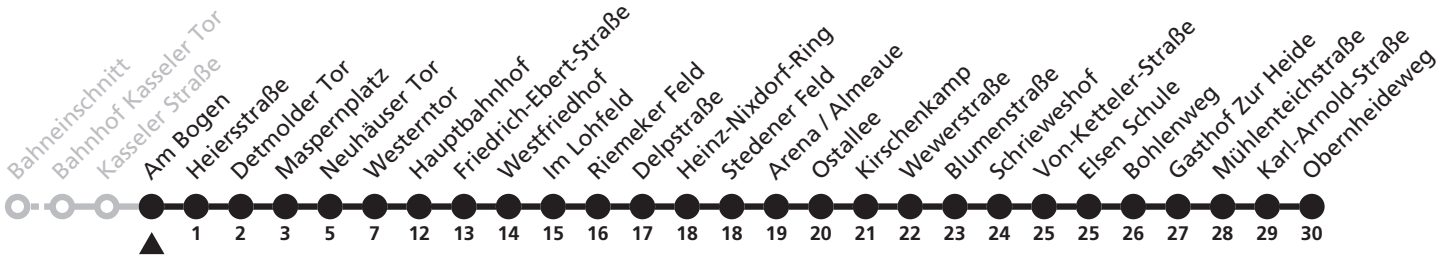 Bahneinschnitt
Bahnhof Kasseler Tor
Kasseler Straße
Am Bogen
Heiersstraße
Detmolder Tor
Maspernplatz
Neuhäuser Tor
Westerntor
Hauptbahnhof
Friedrich-Ebert-Straße
Westfriedhof
Im Lohfeld
Riemeker Feld
Delpstraße
Heinz-Nixdorf-Ring
Stedener Feld
Arena / Almeaue
Ostallee
Kirschenkamp
Wewerstraße
Blumenstraße
Schrieweshof
Von-Ketteler-Straße
Elsen Schule
Bohlenweg
Gasthof Zur Heide
Mühlenteichstraße
Karl-Arnold-Straße
Obernheideweg
1 2 3 5 7 12 13 14 15 16 17 18 18 19 20 21 22 23 24 25 25 26 27 28 29 30